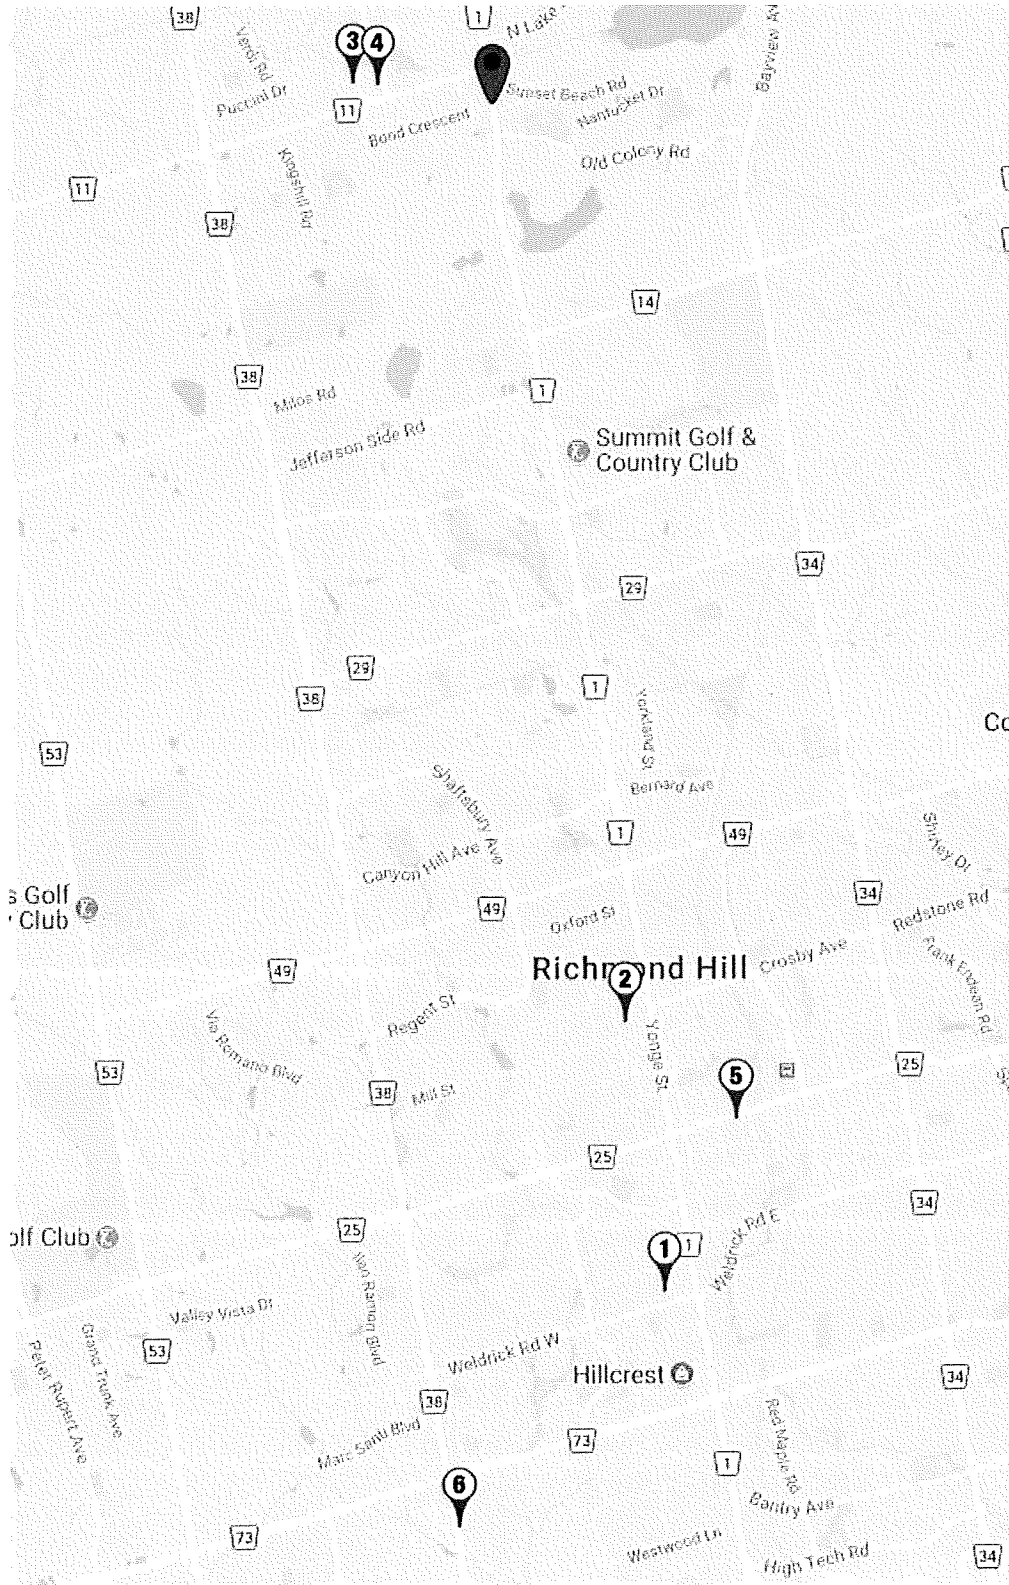 38
1
N Lake
Bayview Av
Verdi Rd
3
4
Puccini Dr
11
Sunset Beach Rd
Nantucket Dr
Bond Crescent
Old Colony Rd
Kingshill Rd
11
38
14
38
1
Milos Rd
Jefferson Side Rd
Summit Golf &
Country Club
34
29
29
38
1
Yorkland St
Co
53
Shaftsbury Ave
Bernard Ave
1
49
Shirley Dr
Canyon Hill Ave
s Golf
y Club
49
Oxford St
34
Redstone Rd
Richmond Hill
2
Crosby Ave
Frank Endean Rd
49
Regent St
Via Romano Blvd
Yonge St
53
5
25
38
Mill St
25
34
olf Club
25
1
1
Weldrick Rd E
San Ramon Blvd
Valley Vista Dr
Grand Trunk Ave
Peter Rupert Ave
53
Weldrick Rd W
Hillcrest
34
38
Marc Santi Blvd
73
Red Maple Rd
1
6
Bantry Ave
73
Westwood Ln
High Tech Rd
34